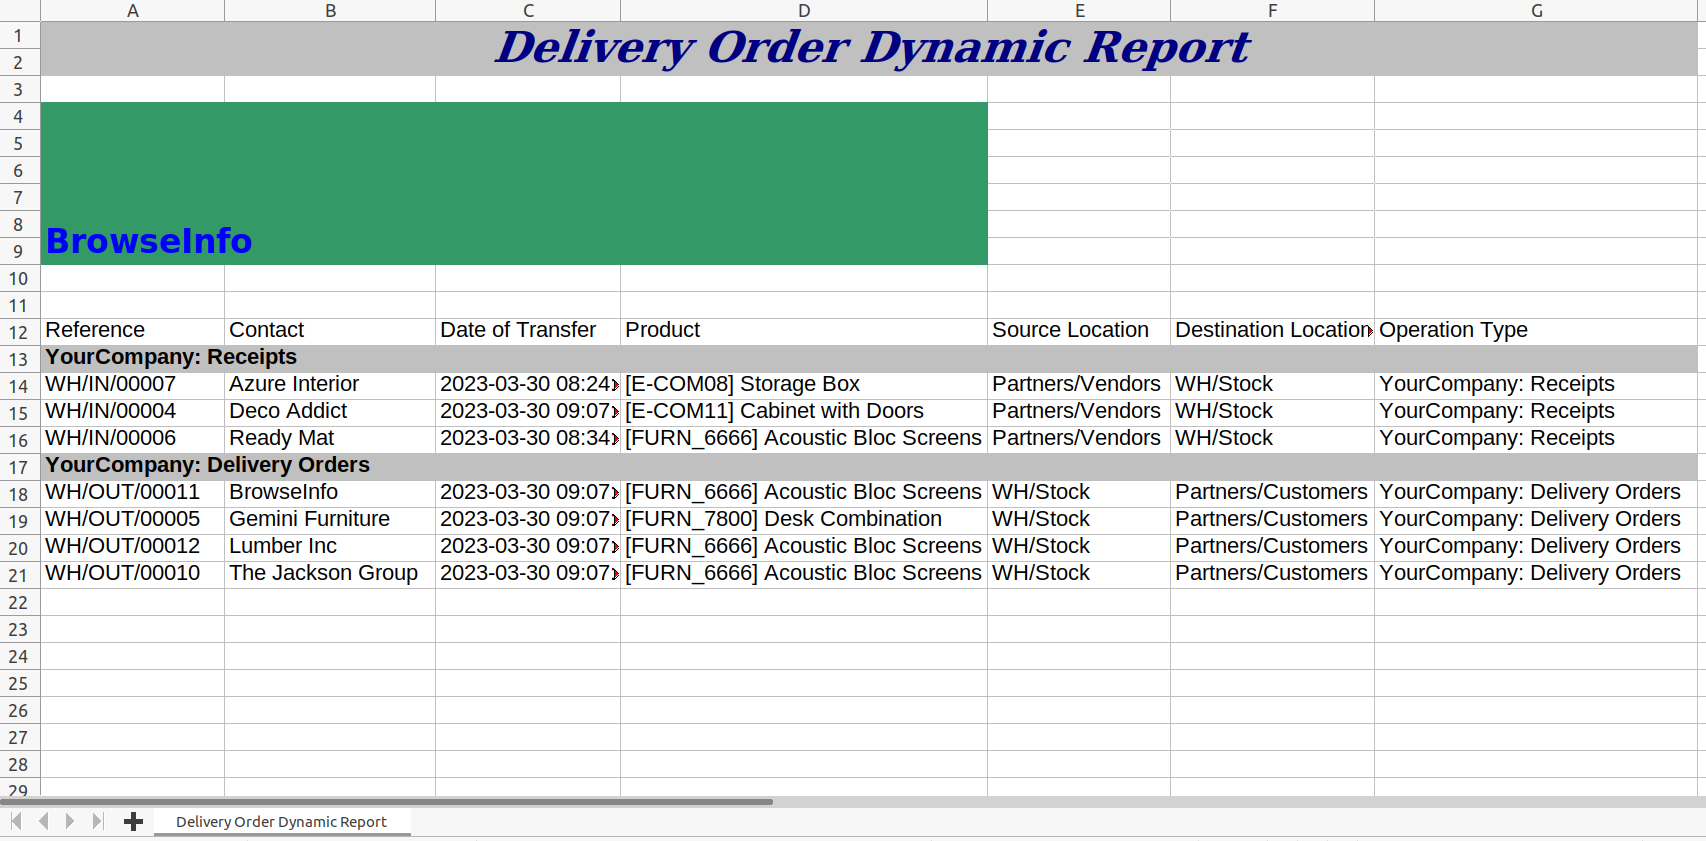 A B C D E F G
1 Delivery Order Dynamic Report
2
3
4
5
6
7
8
BrowseInfo
9
10
11
12 Reference Contact Date of Transfer Product Source Location Destination Location Operation Type
13 YourCompany: Receipts
14 WH/IN/00007 Azure Interior 2023-03-30 08:24: [E-COM08] Storage Box Partners/Vendors WH/Stock YourCompany: Receipts
15 WH/IN/00004 Deco Addict 2023-03-30 09:07: [E-COM11] Cabinet with Doors Partners/Vendors WH/Stock YourCompany: Receipts
16 WH/IN/00006 Ready Mat 2023-03-30 08:34: [FURN_6666] Acoustic Bloc Screens Partners/Vendors WH/Stock YourCompany: Receipts
17 YourCompany: Delivery Orders
18 WH/OUT/00011 BrowseInfo 2023-03-30 09:07: [FURN_6666] Acoustic Bloc Screens WH/Stock Partners/Customers YourCompany: Delivery Orders
19 WH/OUT/00005 Gemini Furniture 2023-03-30 09:07: [FURN_7800] Desk Combination WH/Stock Partners/Customers YourCompany: Delivery Orders
20 WH/OUT/00012 Lumber Inc 2023-03-30 09:07: [FURN_6666] Acoustic Bloc Screens WH/Stock Partners/Customers YourCompany: Delivery Orders
21 WH/OUT/00010 The Jackson Group 2023-03-30 09:07: [FURN_6666] Acoustic Bloc Screens WH/Stock Partners/Customers YourCompany: Delivery Orders
22
23
24
25
26
27
28
29
Delivery Order Dynamic Report